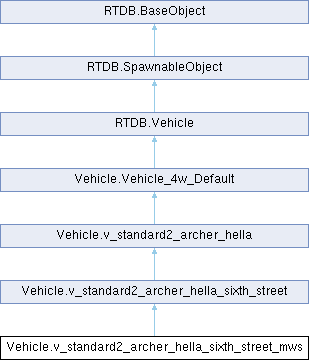 RTDB.BaseObject
RTDB.SpawnableObject
RTDB.Vehicle
Vehicle.Vehicle_4w_Default
Vehicle.v_standard2_archer_hella
Vehicle.v_standard2_archer_hella_sixth_street
Vehicle.v_standard2_archer_hella_sixth_street_mws